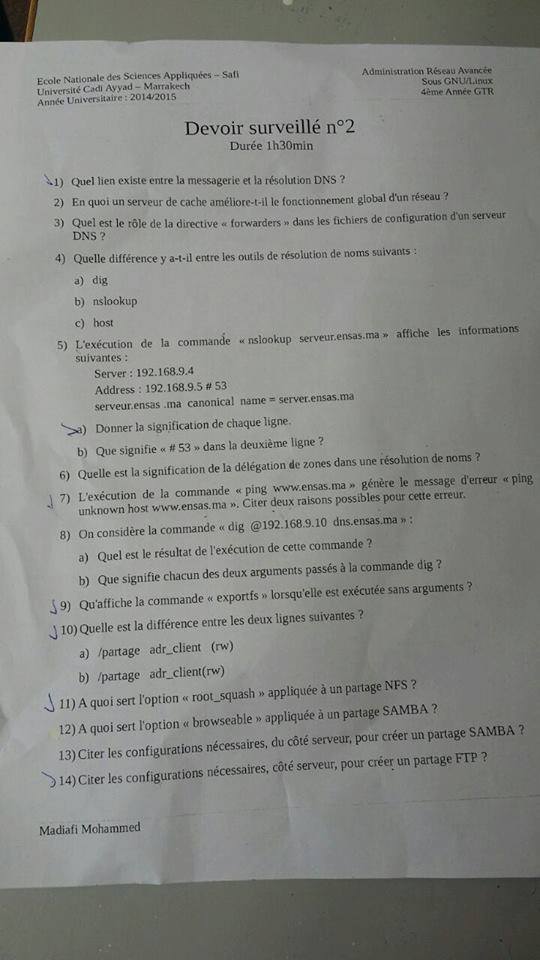 Ecole Nationale des Sciences Appliquées – Safi
Université Cadi Ayyad – Marrakech
Année Universitaire : 2014/2015
Administration Réseau Avancée
Sous GNU/Linux
4ème Année GTR
Devoir surveillé n°2
Durée 1h30min
1) Quel lien existe entre la messagerie et la résolution DNS ?
2) En quoi un serveur de cache améliore-t-il le fonctionnement global d'un réseau ?
3) Quel est le rôle de la directive « forwarders » dans les fichiers de configuration d'un serveur
DNS ?
4) Quelle différence y a-t-il entre les outils de résolution de noms suivants :
a) dig
b) nslookup
c) host
5) L'exécution de la commande « nslookup serveur.ensas.ma » affiche les informations
suivantes :
Server : 192.168.9.4
Address : 192.168.9.5 # 53
serveur.ensas .ma canonical name = server.ensas.ma
a) Donner la signification de chaque ligne.
b) Que signifie « # 53 » dans la deuxième ligne ?
6) Quelle est la signification de la délégation de zones dans une résolution de noms ?
7) L'exécution de la commande « ping www.ensas.ma » génère le message d'erreur « ping
unknown host www.ensas.ma ». Citer deux raisons possibles pour cette erreur.
8) On considère la commande « dig @192.168.9.10 dns.ensas.ma » :
a) Quel est le résultat de l'exécution de cette commande ?
b) Que signifie chacun des deux arguments passés à la commande dig ?
9) Qu'affiche la commande « exportfs » lorsqu'elle est exécutée sans arguments ?
10) Quelle est la différence entre les deux lignes suivantes ?
a) /partage adr_client (rw)
b) /partage adr_client(rw)
11) A quoi sert l'option « root_squash » appliquée à un partage NFS ?
12) A quoi sert l'option « browseable » appliquée à un partage SAMBA ?
13) Citer les configurations nécessaires, du côté serveur, pour créer un partage SAMBA ?
14) Citer les configurations nécessaires, côté serveur, pour créer un partage FTP ?
Madiafi Mohammed